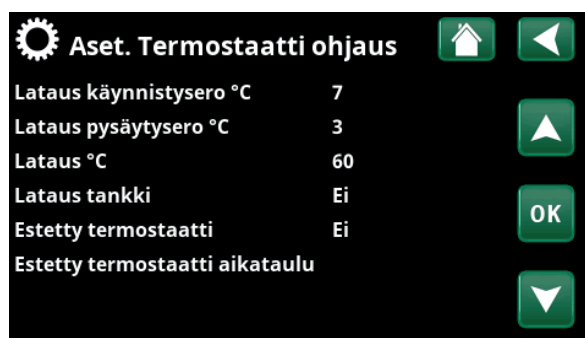 Aset. Termostaatti ohjaus
Lataus käynnistysero °C 7
Lataus pysäytysero °C 3
Lataus °C 60
Lataus tankki Ei
Estetty termostaatti Ei
OK
Estetty termostaatti aikataulu